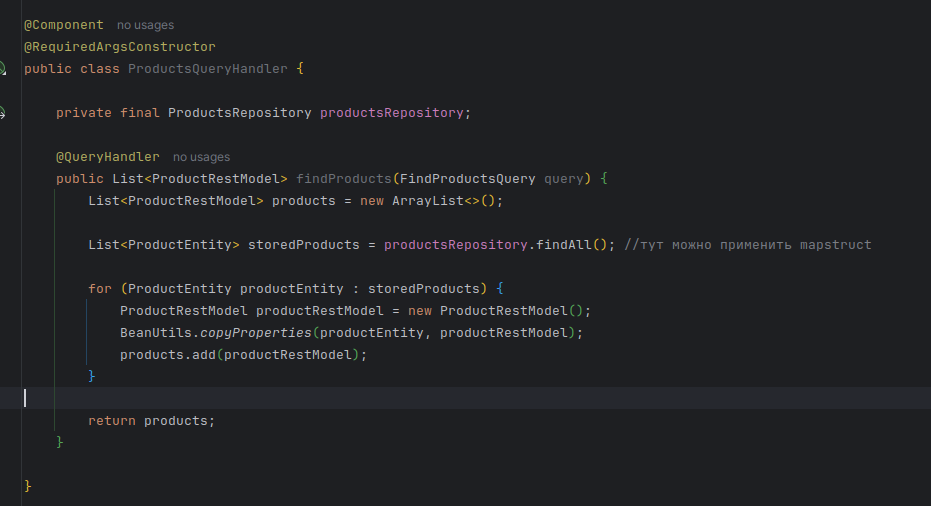 @Component no usages
@RequiredArgsConstructor
public class ProductsQueryHandler {
private final ProductsRepository productsRepository;
@QueryHandler no usages
public List<ProductRestModel> findProducts(FindProductsQuery query) {
List<ProductRestModel> products = new ArrayList<>();
List<ProductEntity> storedProducts = productsRepository.findAll(); //тут можно применить mapstruct
for (ProductEntity productEntity : storedProducts) {
ProductRestModel productRestModel = new ProductRestModel();
BeanUtils.copyProperties(productEntity, productRestModel);
products.add(productRestModel);
}
return products;
}
}